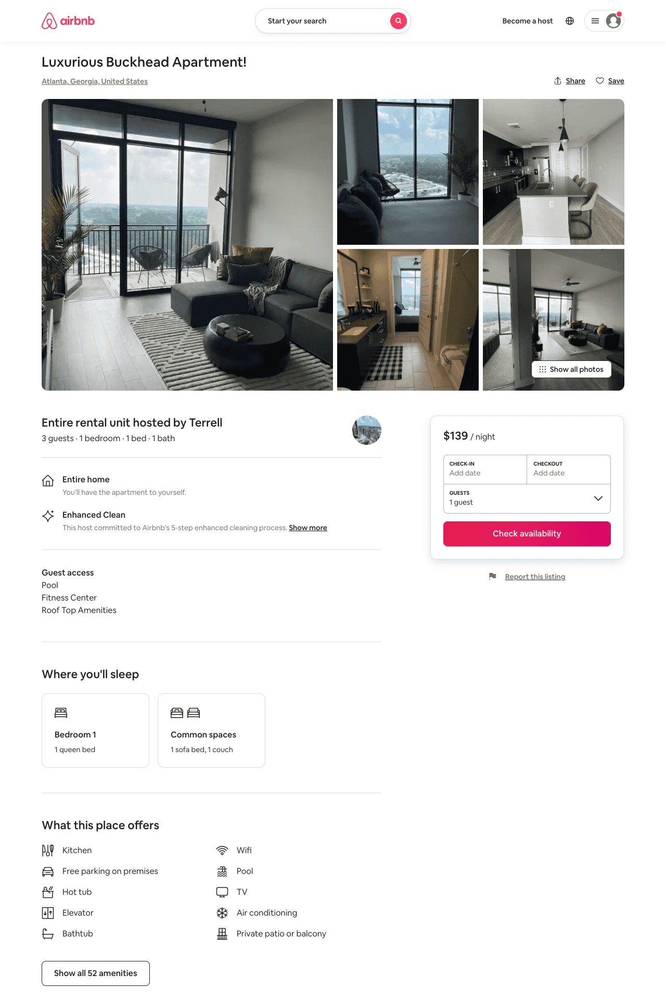 airbnb
Start your search
Become a host
Luxurious Buckhead Apartment!
Atlanta, Georgia, United States
Share
Save
Show all photos
Entire rental unit hosted by Terrell
3 guests · 1 bedroom · 1 bed · 1 bath
Entire home
You'll have the apartment to yourself.
Enhanced Clean
This host committed to Airbnb's 5-step enhanced cleaning process. Show more
$139 / night
CHECK-IN
Add date
CHECKOUT
Add date
GUESTS
1 guest
Check availability
Report this listing
Guest access
Pool
Fitness Center
Roof Top Amenities
Where you'll sleep
Bedroom 1
1 queen bed
Common spaces
1 sofa bed, 1 couch
What this place offers
Kitchen
Wifi
Free parking on premises
Pool
Hot tub
TV
Elevator
Air conditioning
Bathtub
Private patio or balcony
Show all 52 amenities